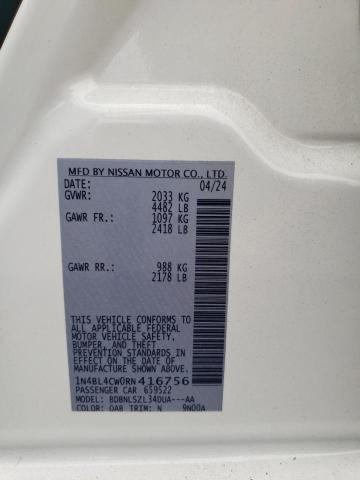 MFD BY NISSAN MOTOR CO., LTD.
DATE: 04/24
GVWR: 2033 KG
4482 LB
GAWR FR.: 1097 KG
2418 LB
GAWR RR.: 988 KG
2178 LB
THIS VEHICLE CONFORMS TO
ALL APPLICABLE FEDERAL
MOTOR VEHICLE SAFETY,
BUMPER, AND THEFT
PREVENTION STANDARDS IN
EFFECT ON THE DATE OF
MANUFACTURE SHOWN ABOVE.
1N4BL4CW0RN416756
PASSENGER CAR 659522
MODEL: BDBNLSZL34DUA---AA
COLOR: QAB TRIM: N 9N00A